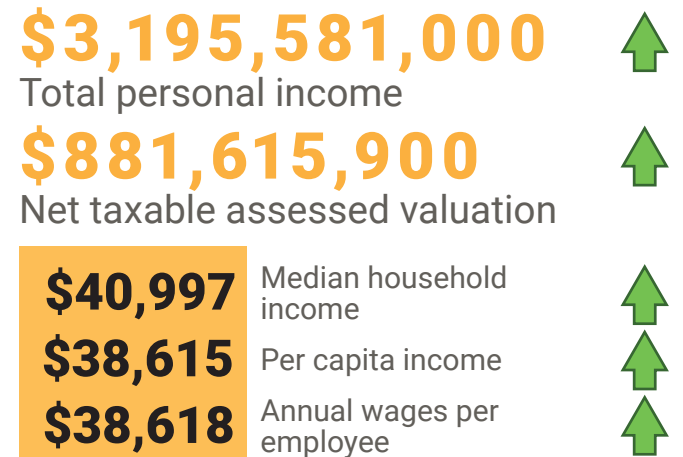 $3,195,581,000
Total personal income
$881,615,900
Net taxable assessed valuation
$40,997 Median household
income
$38,615 Per capita income
$38,618 Annual wages per
employee